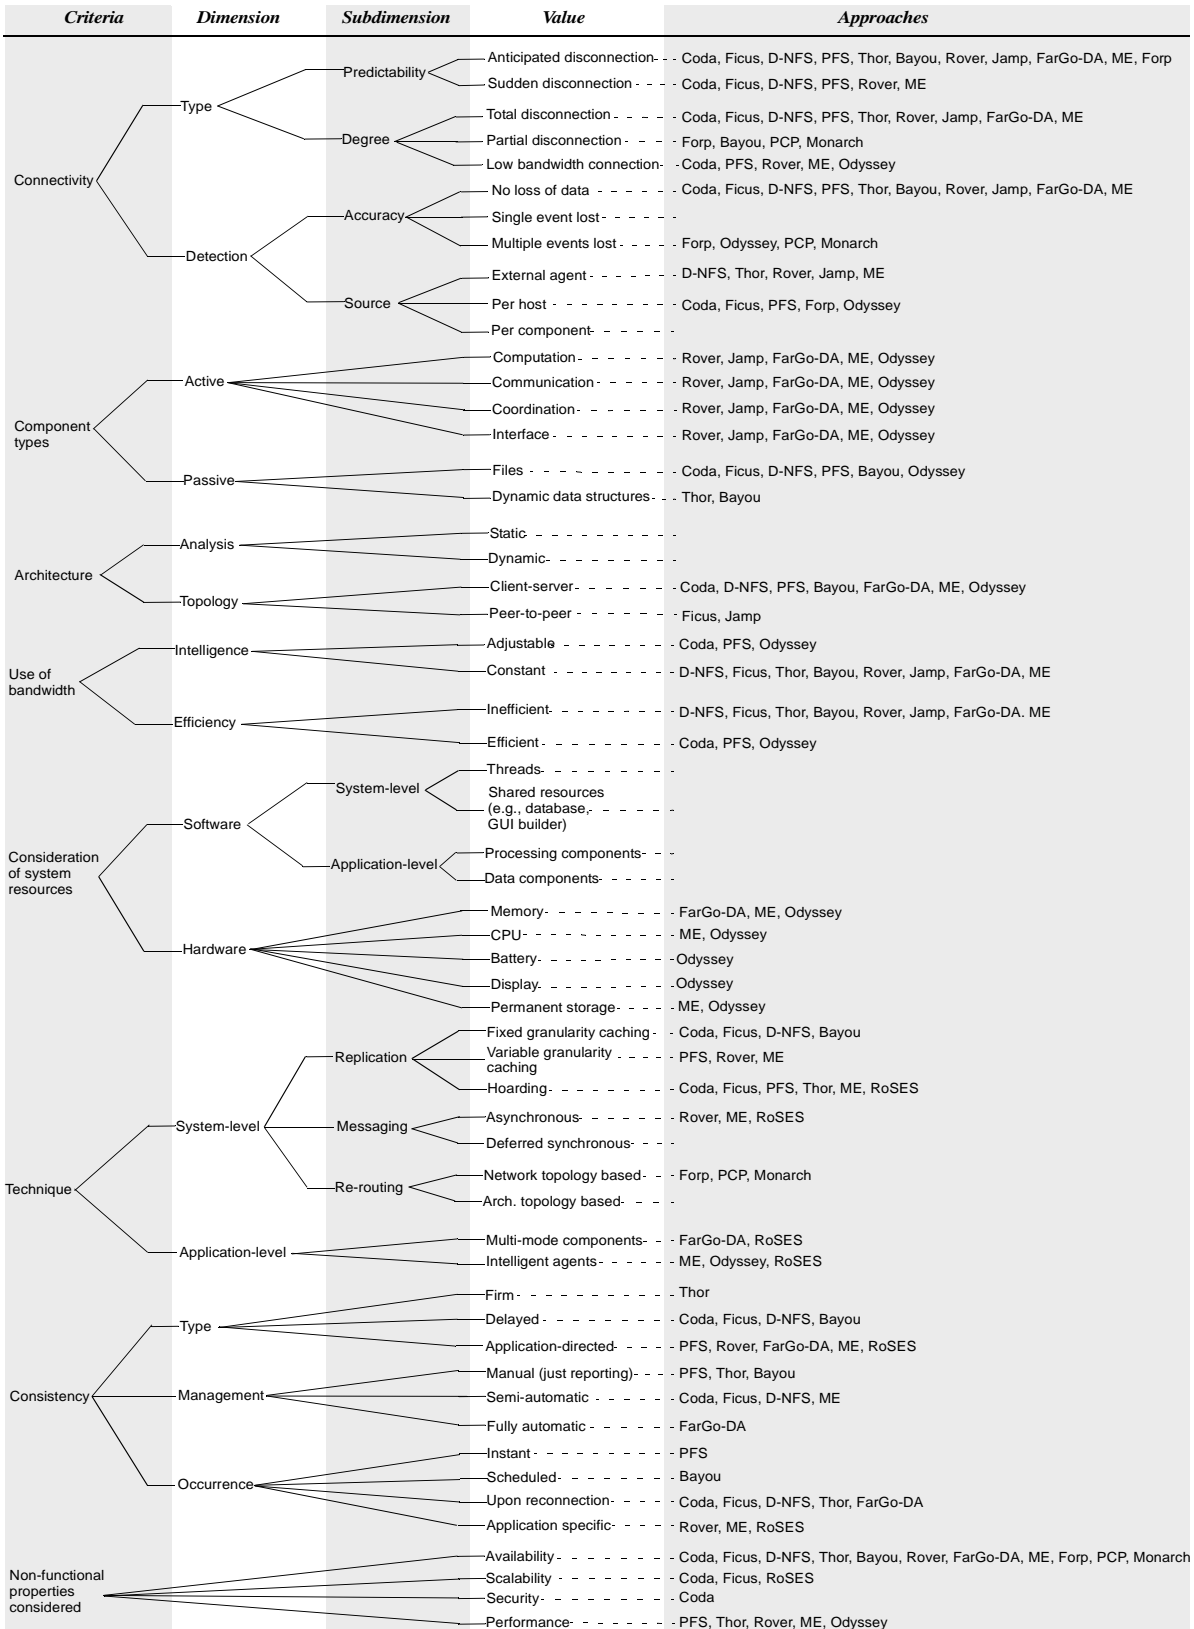 Criteria Dimension Subdimension Value Approaches
Anticipated disconnection Coda, Ficus, D-NFS, PFS, Thor, Bayou, Rover, Jamp, FarGo-DA, ME, Forp
Predictability
Sudden disconnection Coda, Ficus, D-NFS, PFS, Rover, ME
Type
Total disconnection Coda, Ficus, D-NFS, PFS, Thor, Rover, Jamp, FarGo-DA, ME
Degree Partial disconnection Forp, Bayou, PCP, Monarch
Low bandwidth connection Coda, PFS, Rover, ME, Odyssey
Connectivity
No loss of data Coda, Ficus, D-NFS, PFS, Thor, Bayou, Rover, Jamp, FarGo-DA, ME
Accuracy Single event lost
Multiple events lost Forp, Odyssey, PCP, Monarch
Detection
External agent D-NFS, Thor, Rover, Jamp, ME
Source Per host Coda, Ficus, PFS, Forp, Odyssey
Per component
Computation Rover, Jamp, FarGo-DA, ME, Odyssey
Active Communication Rover, Jamp, FarGo-DA, ME, Odyssey
Coordination Rover, Jamp, FarGo-DA, ME, Odyssey
Component
types
Interface Rover, Jamp, FarGo-DA, ME, Odyssey
Files Coda, Ficus, D-NFS, PFS, Bayou, Odyssey
Passive
Dynamic data structures Thor, Bayou
Static
Analysis
Dynamic
Architecture
Client-server Coda, D-NFS, PFS, Bayou, FarGo-DA, ME, Odyssey
Topology
Peer-to-peer Ficus, Jamp
Adjustable Coda, PFS, Odyssey
Intelligence
Constant D-NFS, Ficus, Thor, Bayou, Rover, Jamp, FarGo-DA, ME
Use of
bandwidth
Inefficient D-NFS, Ficus, Thor, Bayou, Rover, Jamp, FarGo-DA. ME
Efficiency
Efficient Coda, PFS, Odyssey
Threads
System-level
Shared resources
(e.g., database,
GUI builder)
Software
Processing components
Application-level
Data components
Consideration
of system
resources
Memory FarGo-DA, ME, Odyssey
CPU ME, Odyssey
Hardware
Battery Odyssey
Display Odyssey
Permanent storage ME, Odyssey
Fixed granularity caching Coda, Ficus, D-NFS, Bayou
Replication
Variable granularity
caching
PFS, Rover, ME
Hoarding Coda, Ficus, PFS, Thor, ME, RoSES
Asynchronous Rover, ME, RoSES
System-level Messaging
Deferred synchronous
Network topology based Forp, PCP, Monarch
Technique Re-routing
Arch. topology based
Multi-mode components FarGo-DA, RoSES
Application-level
Intelligent agents ME, Odyssey, RoSES
Firm Thor
Type Delayed Coda, Ficus, D-NFS, Bayou
Application-directed PFS, Rover, FarGo-DA, ME, RoSES
Manual (just reporting) PFS, Thor, Bayou
Consistency Management Semi-automatic Coda, Ficus, D-NFS, ME
Fully automatic FarGo-DA
Instant PFS
Scheduled Bayou
Occurrence
Upon reconnection Coda, Ficus, D-NFS, Thor, FarGo-DA
Application specific Rover, ME, RoSES
Availability Coda, Ficus, D-NFS, Thor, Bayou, Rover, FarGo-DA, ME, Forp, PCP, Monarch
Non-functional
properties
considered
Scalability Coda, Ficus, RoSES
Security Coda
Performance PFS, Thor, Rover, ME, Odyssey